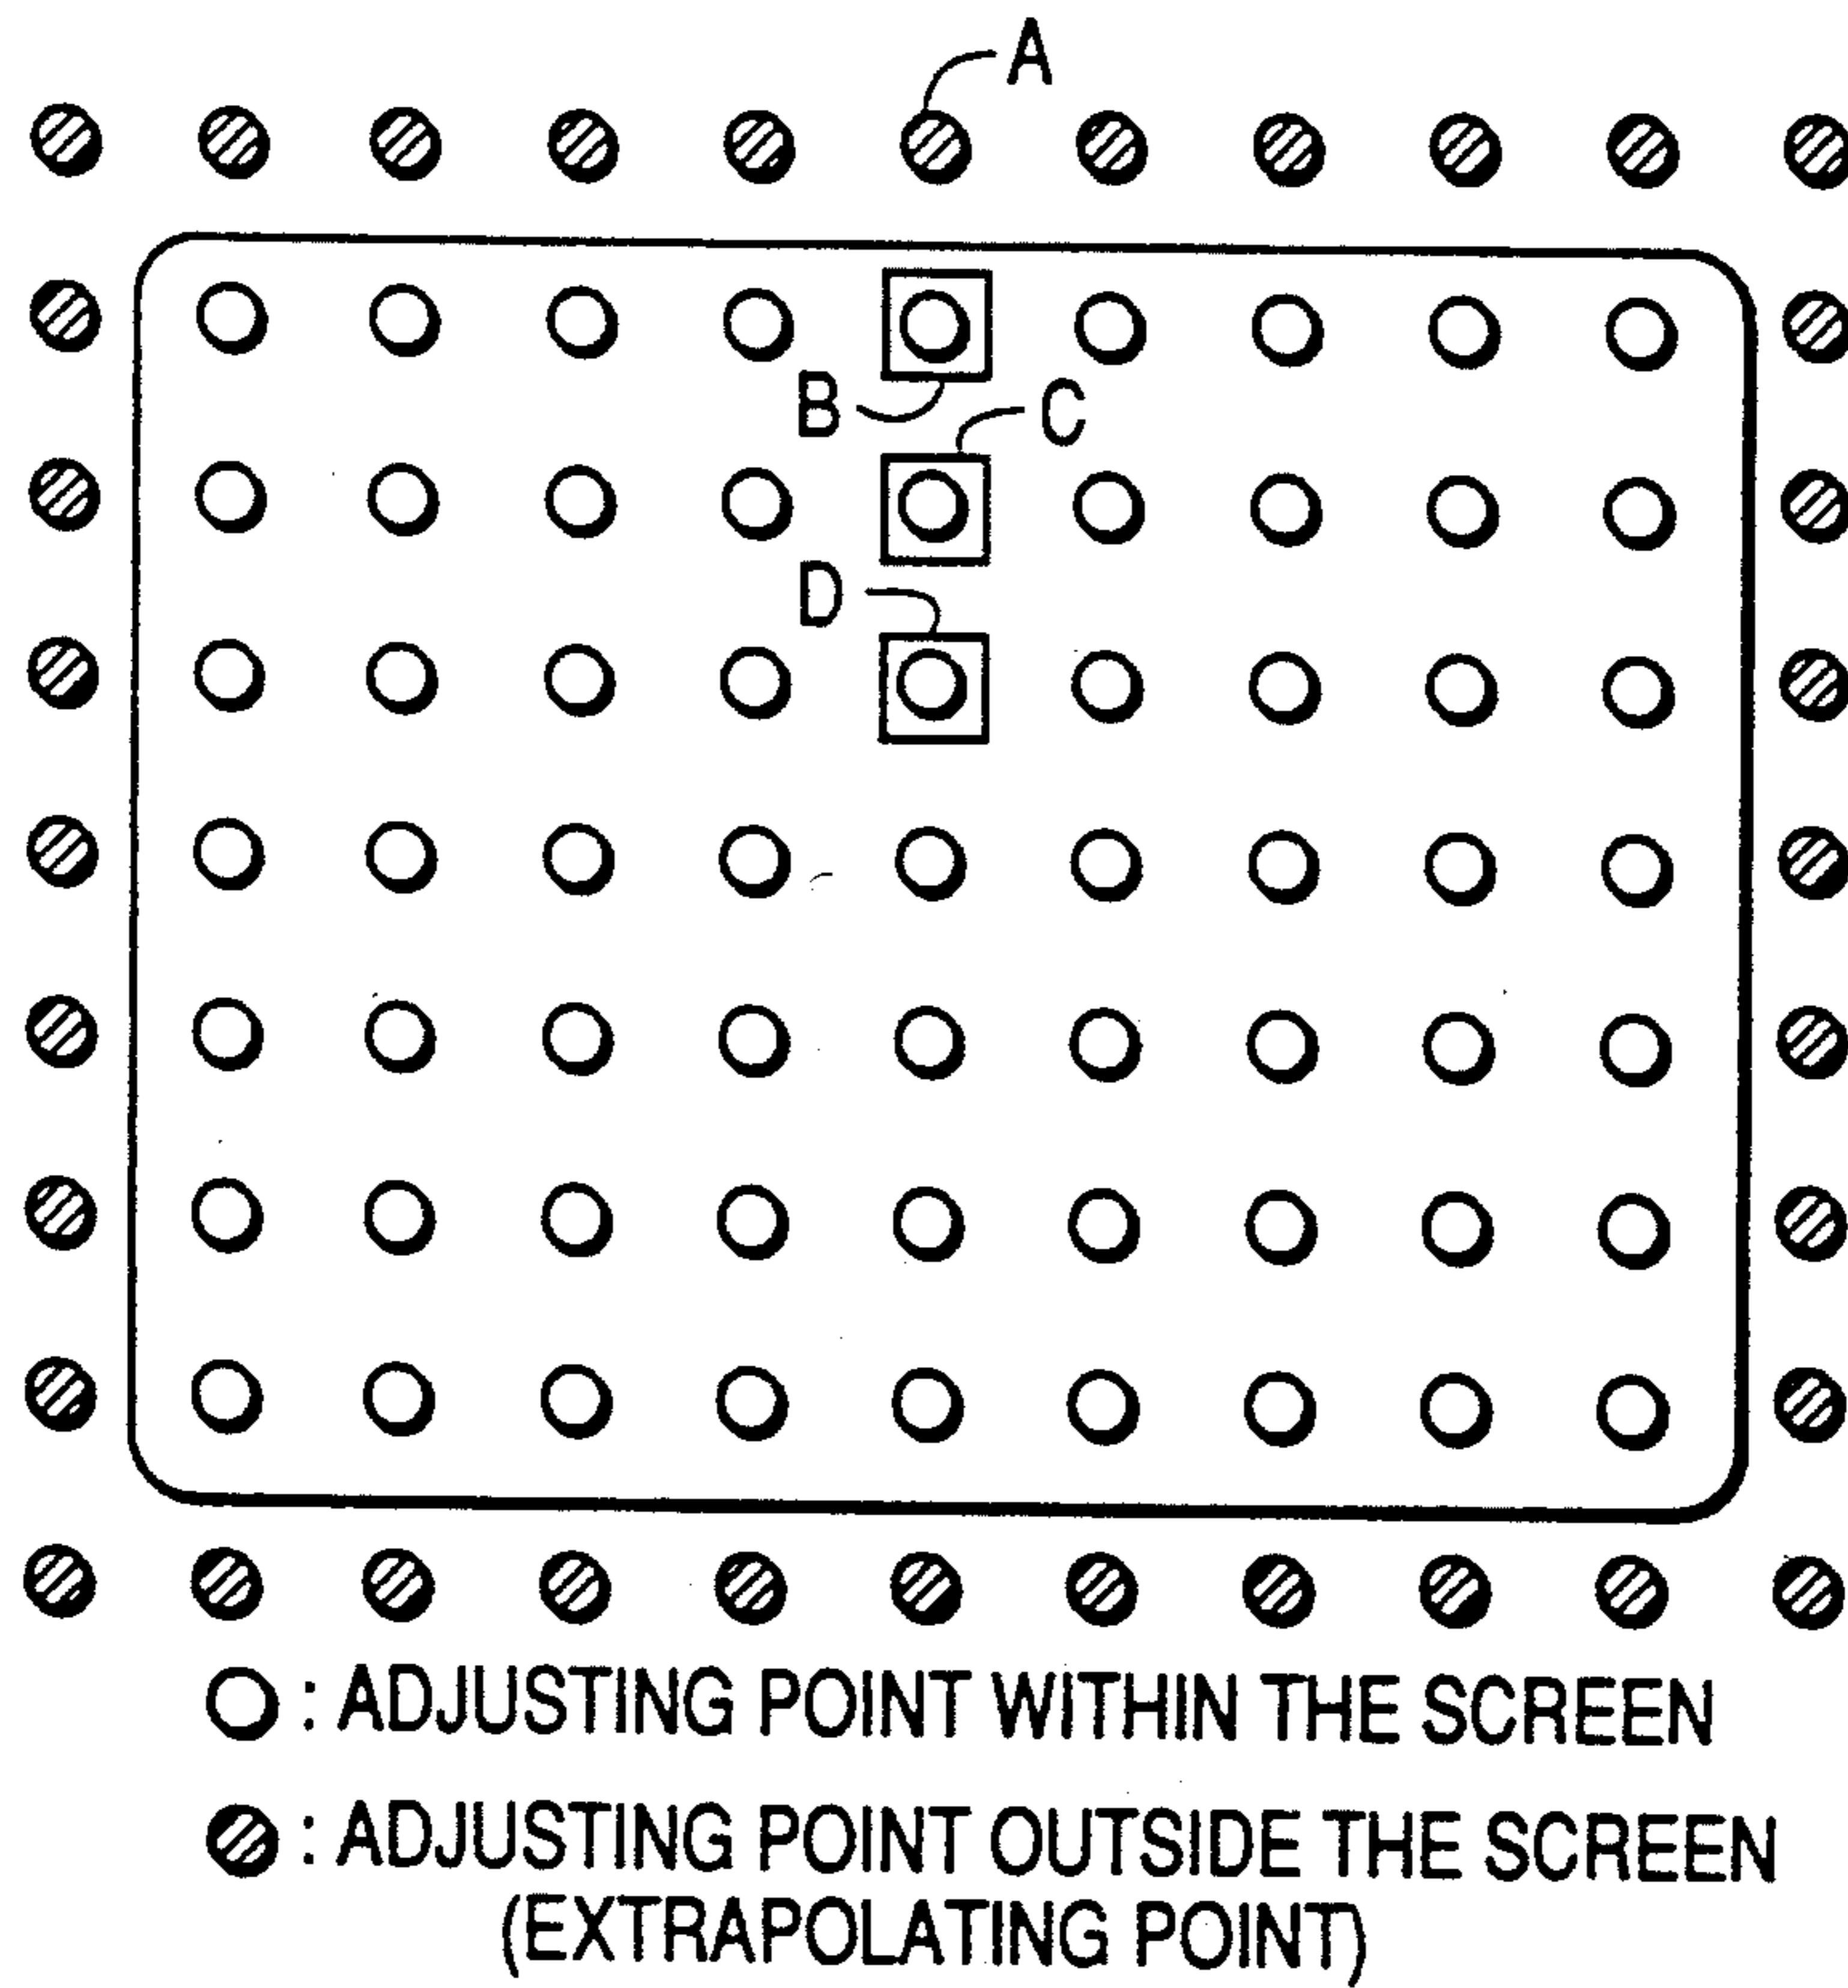 A
B
C
D
: ADJUSTING POINT WITHIN THE SCREEN
: ADJUSTING POINT OUTSIDE THE SCREEN
(EXTRAPOLATING POINT)